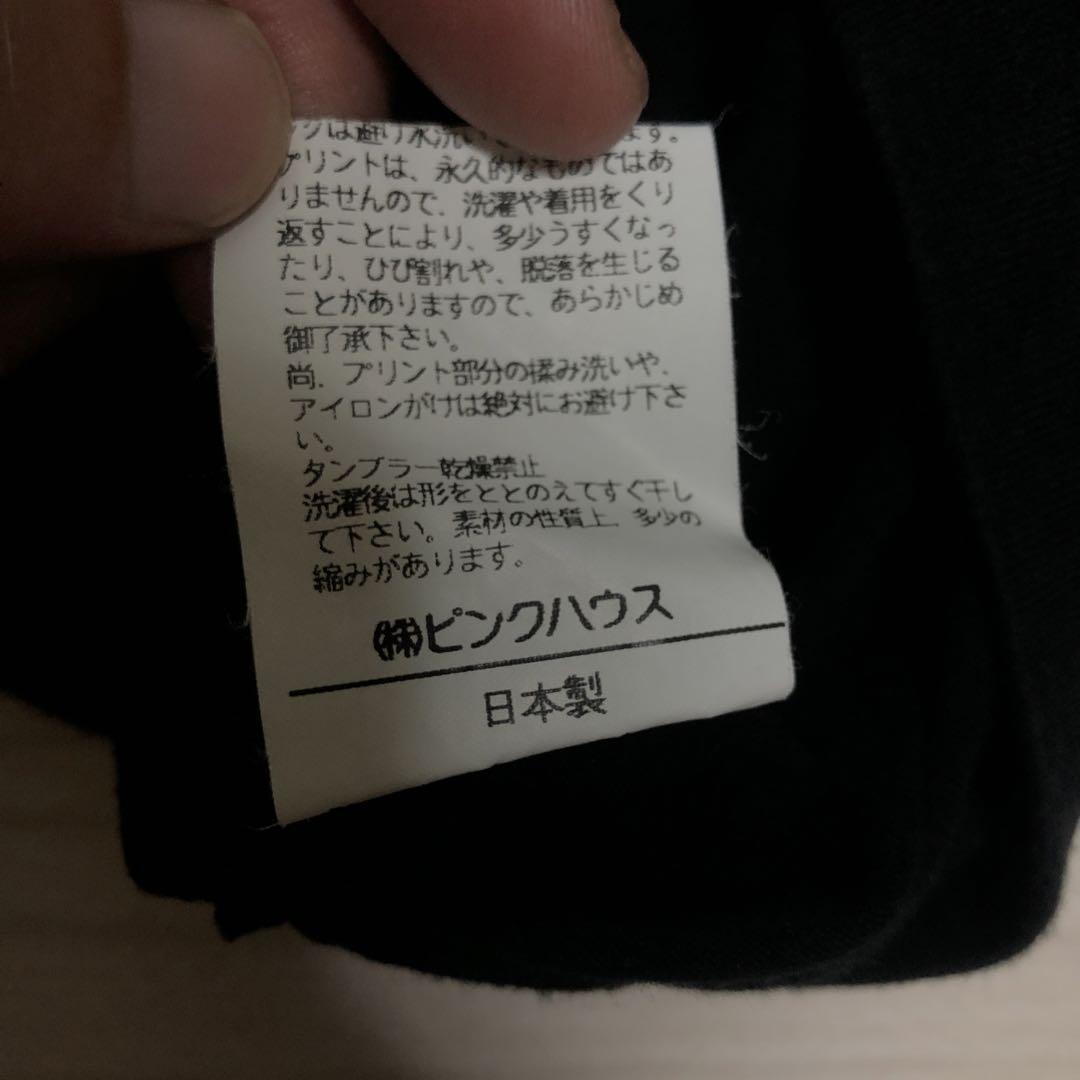 は避け水洗い ます。
プリントは、永久的なものではあ
りませんので、洗濯や着用をくり
返すことにより、多少うすくなっ
たり、ひび割れや、脱落を生じる
ことがありますので、あらかじめ
御了承下さい。
尚、プリント部分の揉み洗いや、
アイロンがけは絶対にお避け下さ
い。
タンブラー乾燥禁止
洗濯後は形をととのえてすぐ干し
て下さい。素材の性質上、多少の
縮みがあります。
㈱ピンクハウス
日本製